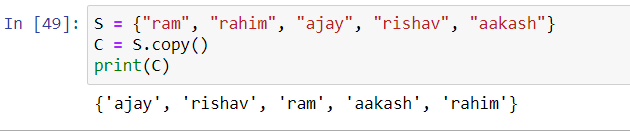 In [49]: S = {"ram", "rahim", "ajay", "rishav", "aakash"}
C = S.copy()
print(C)
{'ajay', 'rishav', 'ram', 'aakash', 'rahim'}